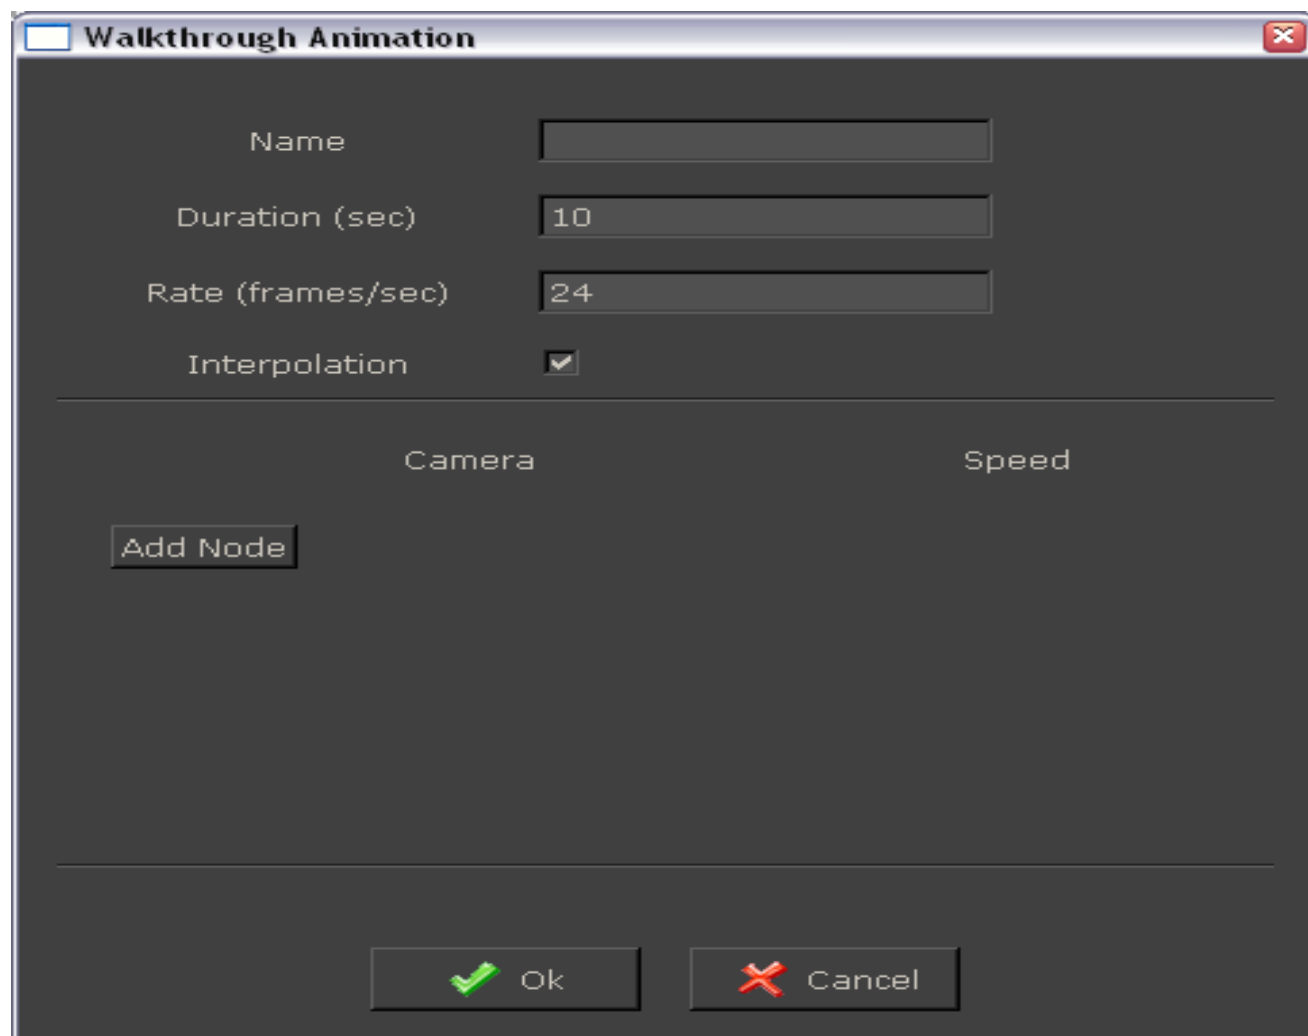 Walkthrough Animation
Name
Duration (sec) 10
Rate (frames/sec) 24
Interpolation
Camera Speed
Add Node
Ok Cancel